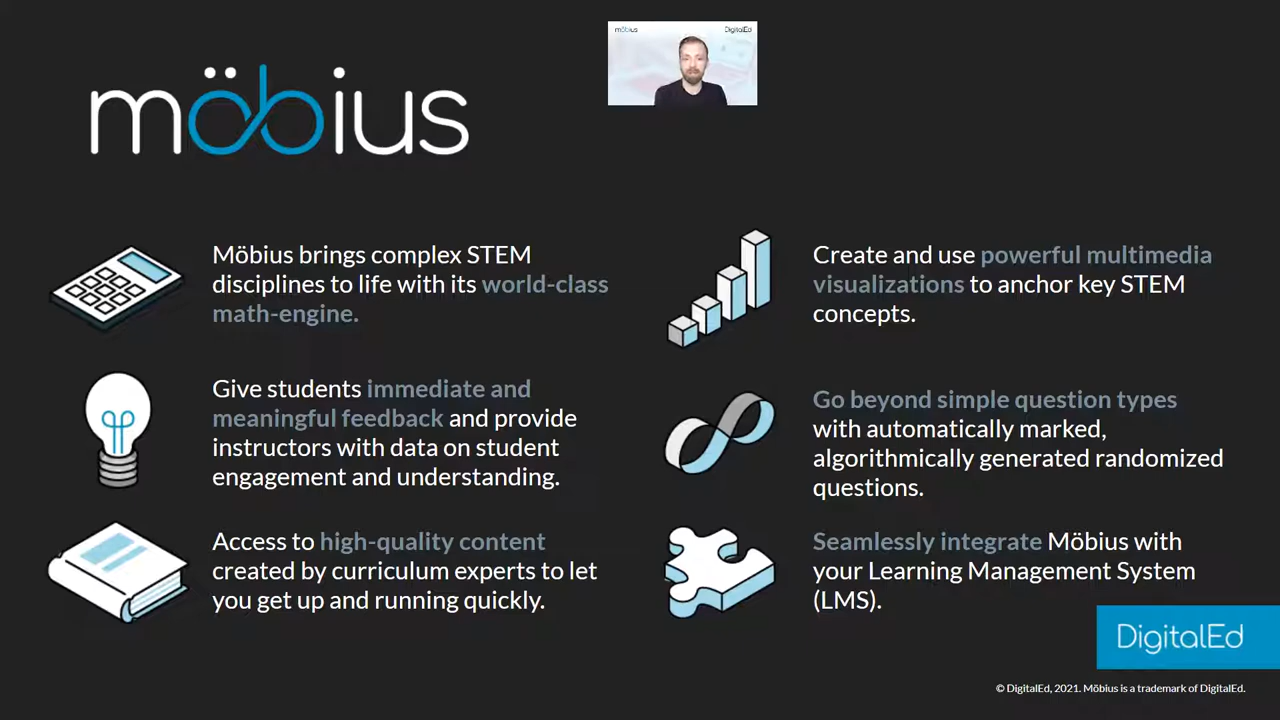 möbius
DigitalEd
möbius
Möbius brings complex STEM
disciplines to life with its world-class
math-engine.
Create and use powerful multimedia
visualizations to anchor key STEM
concepts.
Give students immediate and
meaningful feedback and provide
instructors with data on student
engagement and understanding.
Go beyond simple question types
with automatically marked,
algorithmically generated randomized
questions.
Access to high-quality content
created by curriculum experts to let
you get up and running quickly.
Seamlessly integrate Möbius with
your Learning Management System
(LMS).
DigitalEd
© DigitalEd, 2021. Möbius is a trademark of DigitalEd.